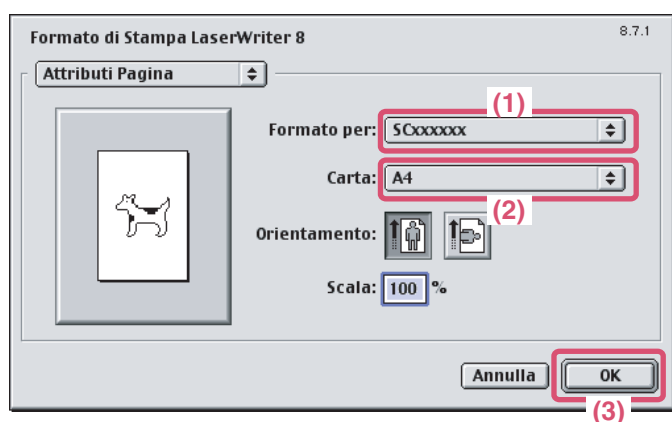 Formato di Stampa LaserWriter 8
8.7.1
Attributi Pagina
(1)
Formato per: SCxxxxxx
Carta: A4
(2)
Orientamento:
Scala: 100 %
Annulla
OK
(3)